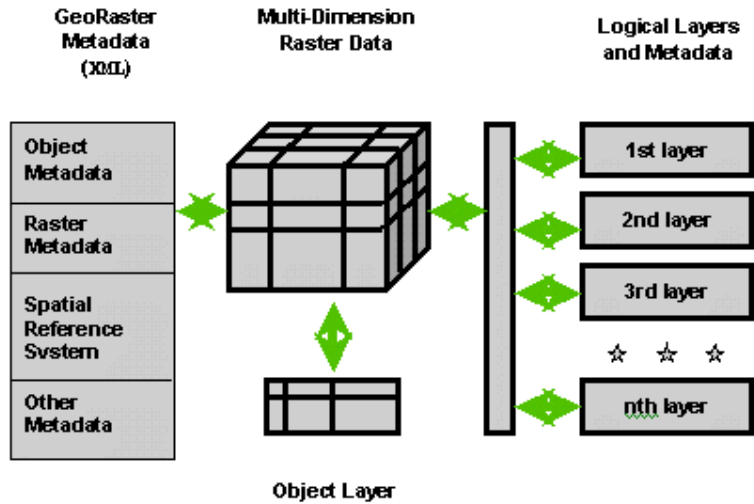 GeoRaster
Metadata
(XML)
Multi-Dimension
Raster Data
Logical Layers
and Metadata
Object
Metadata
Raster
Metadata
Spatial
Reference
System
Other
Metadata
1st layer
2nd layer
3rd layer
nth layer
Object Layer